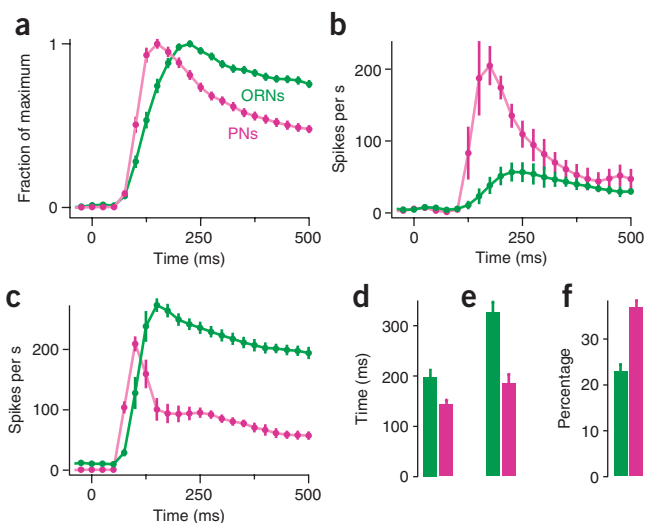 a
Fraction of maximum
1
0
ORNs
PNs
0
250
500
Time (ms)
b
Spikes per s
200
100
0
0
250
500
Time (ms)
c
Spikes per s
200
100
0
0
250
500
Time (ms)
d
Time (ms)
300
200
100
0
e
f
Percentage
40
20
0